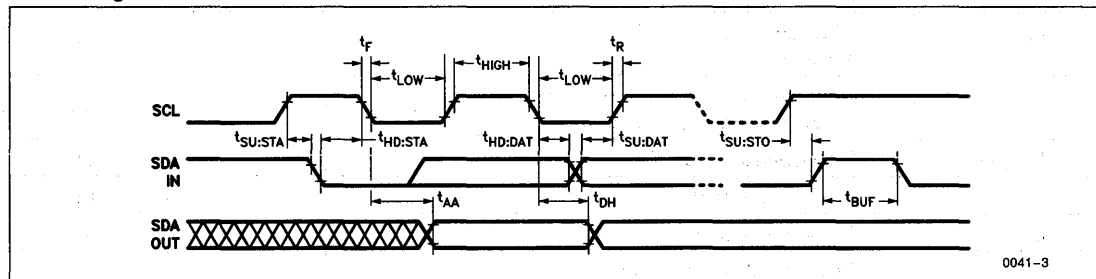 tF
tR
tLOW
tHIGH
tLOW
SCL
tSU:STA
tHD:STA
tHD:DAT
tSU:DAT
tSU:STO
SDA
IN
tAA
tDH
tBUF
SDA
OUT
0041-3